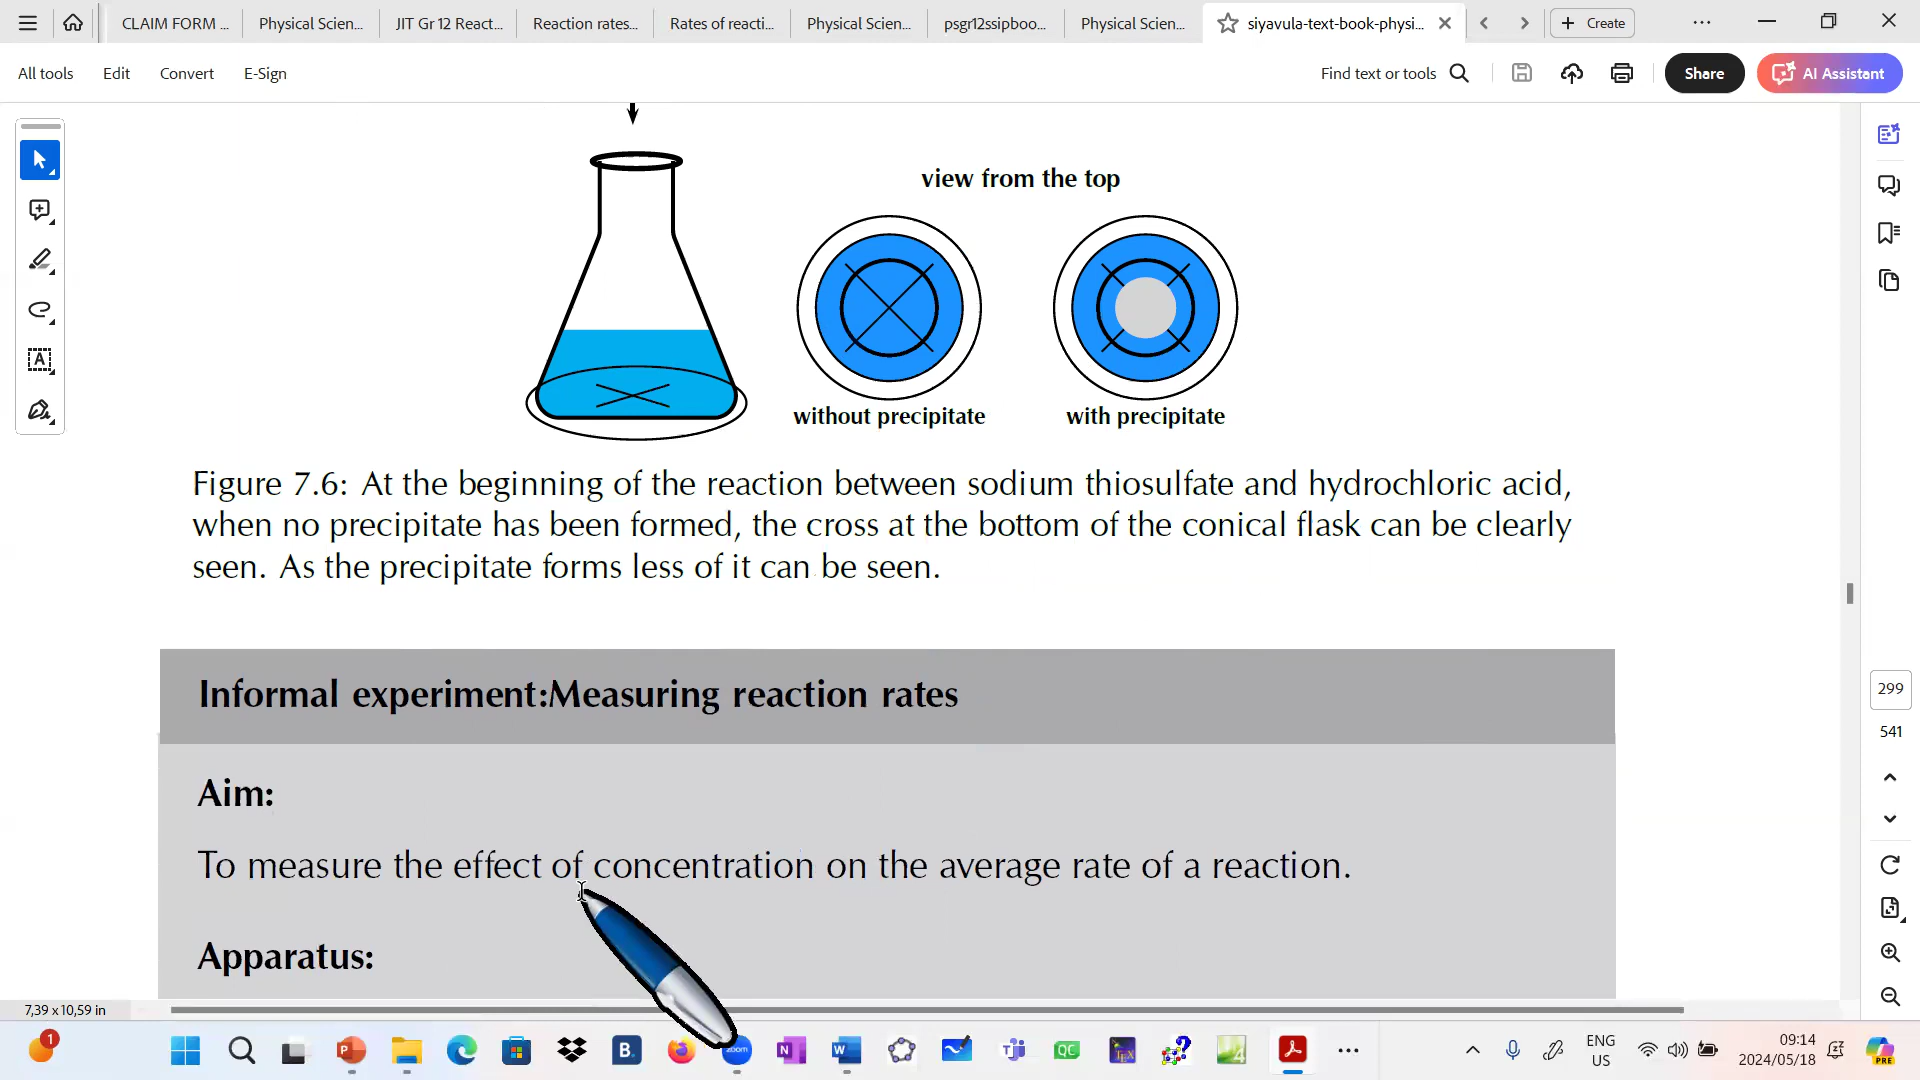 CLAIM FORM ...
Physical Scien...
JIT Gr 12 React...
Reaction rates...
Rates of reacti...
Physical Scien...
psgr12ssipboo...
Physical Scien...
siyavula-text-book-physi...
Create
All tools
Edit
Convert
E-Sign
Find text or tools
Share
AI Assistant
view from the top
without precipitate
with precipitate
Figure 7.6: At the beginning of the reaction between sodium thiosulfate and hydrochloric acid,
when no precipitate has been formed, the cross at the bottom of the conical flask can be clearly
seen. As the precipitate forms less of it can be seen.
Informal experiment:Measuring reaction rates
Aim:
To measure the effect of concentration on the average rate of a reaction.
Apparatus:
299
541
7,39 x 10,59 in
1
P
B.
zoom
N
W
T
QC
TEX
4
ENG
US
09:14
2024/05/18
PRE